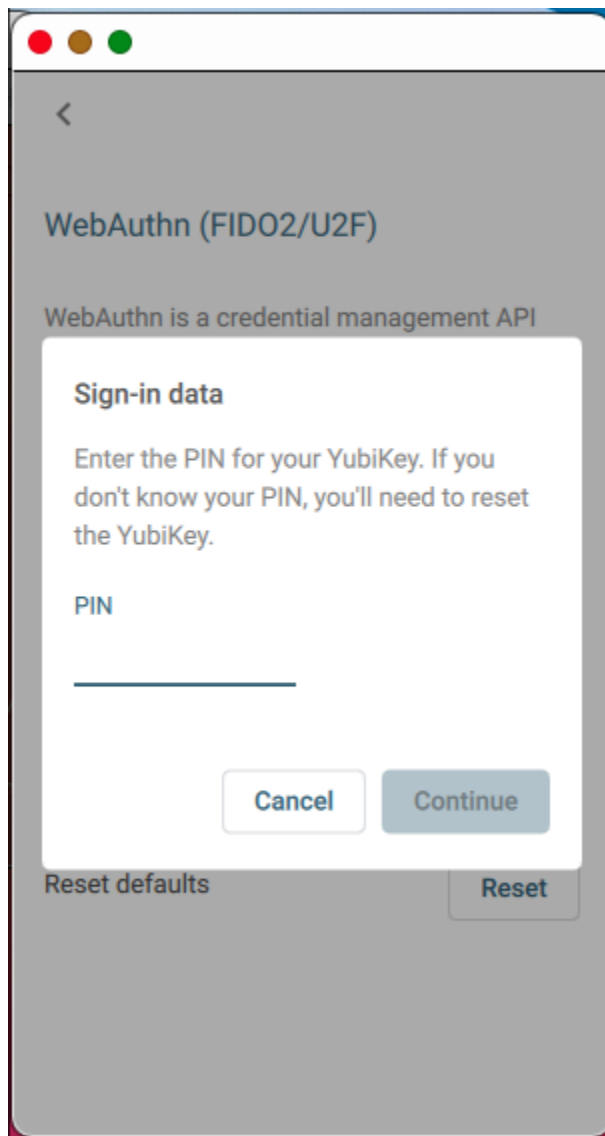 WebAuthn (FIDO2/U2F)
WebAuthn is a credential management API
Sign-in data
Enter the PIN for your YubiKey. If you
don't know your PIN, you'll need to reset
the YubiKey.
PIN
Cancel
Continue
Reset defaults
Reset